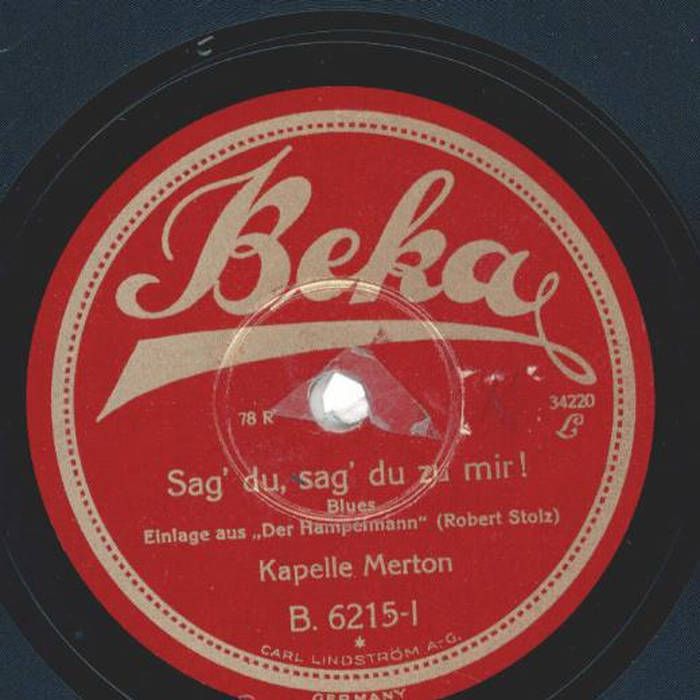 Beka
78 R
34220
L
Sag' du, sag' du zu mir!
Blues
Einlage aus „Der Hampelmann“ (Robert Stolz)
Kapelle Merton
B. 6215-I
CARL LINDSTRÖM A-G.
GERMANY